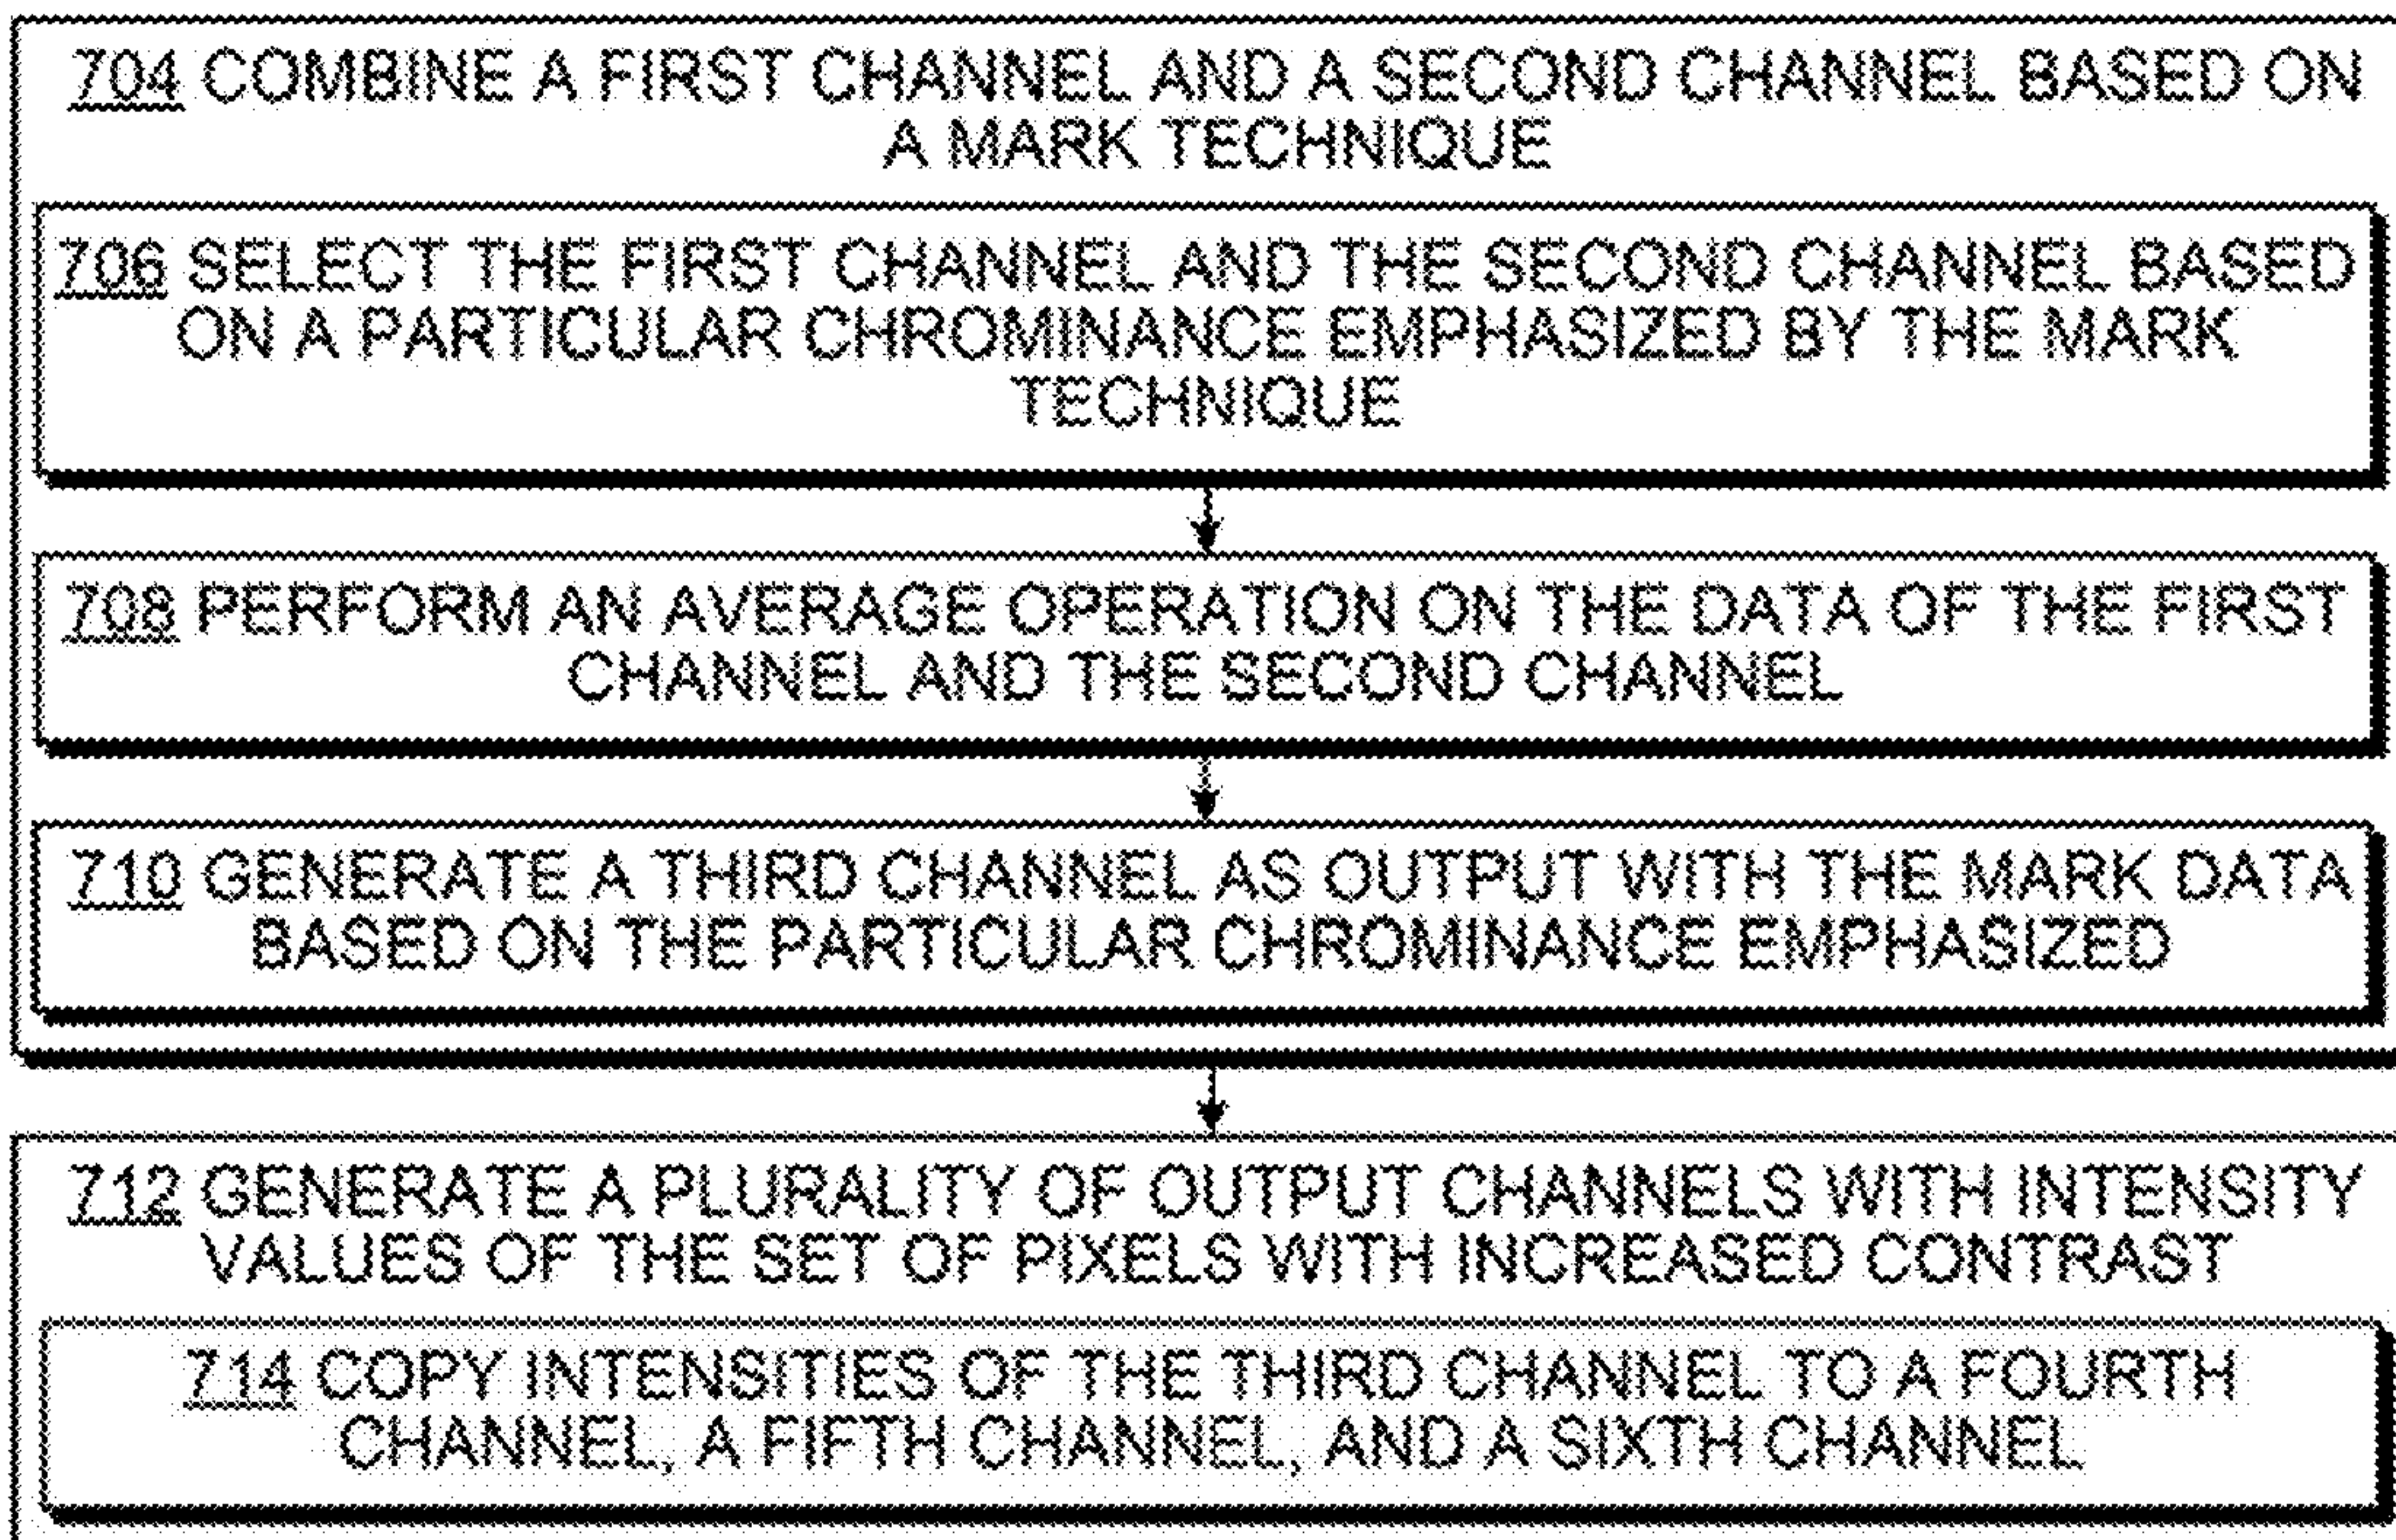 704 COMBINE A FIRST CHANNEL AND A SECOND CHANNEL BASED ON
A MARK TECHNIQUE
706 SELECT THE FIRST CHANNEL AND THE SECOND CHANNEL BASED
ON A PARTICULAR CHROMINANCE EMPHASIZED BY THE MARK
TECHNIQUE
708 PERFORM AN AVERAGE OPERATION ON THE DATA OF THE FIRST
CHANNEL AND THE SECOND CHANNEL
710 GENERATE A THIRD CHANNEL AS OUTPUT WITH THE MARK DATA
BASED ON THE PARTICULAR CHROMINANCE EMPHASIZED
712 GENERATE A PLURALITY OF OUTPUT CHANNELS WITH INTENSITY
VALUES OF THE SET OF PIXELS WITH INCREASED CONTRAST
714 COPY INTENSITIES OF THE THIRD CHANNEL TO A FOURTH
CHANNEL, A FIFTH CHANNEL, AND A SIXTH CHANNEL